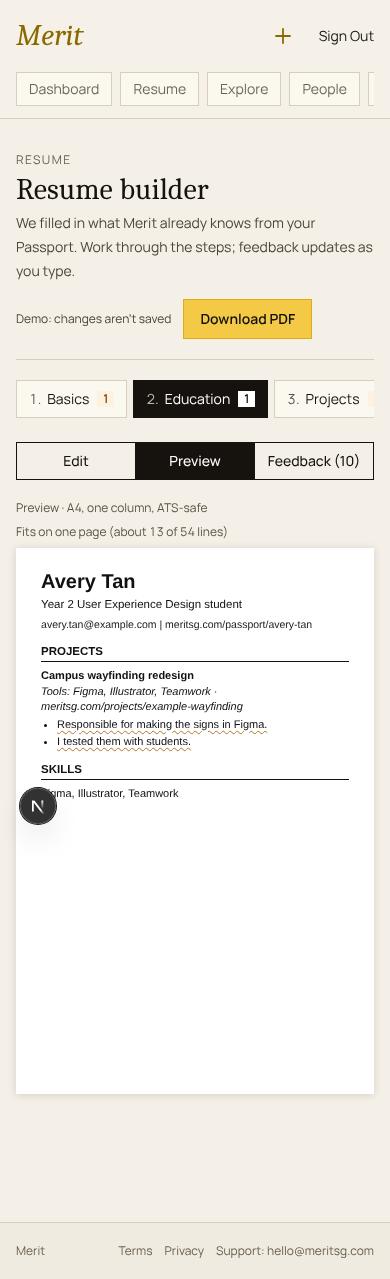 Merit
+ Sign Out
Dashboard Resume Explore People
RESUME
Resume builder
We filled in what Merit already knows from your
Passport. Work through the steps; feedback updates as
you type.
Demo: changes aren't saved Download PDF
1. Basics 1 2. Education 1 3. Projects
Edit Preview Feedback (10)
Preview · A4, one column, ATS-safe
Fits on one page (about 13 of 54 lines)
Avery Tan
Year 2 User Experience Design student
avery.tan@example.com | meritsg.com/passport/avery-tan
PROJECTS
Campus wayfinding redesign
Tools: Figma, Illustrator, Teamwork ·
meritsg.com/projects/example-wayfinding
• Responsible for making the signs in Figma.
• I tested them with students.
SKILLS
N
Illustrator, Teamwork
Merit Terms Privacy Support: hello@meritsg.com